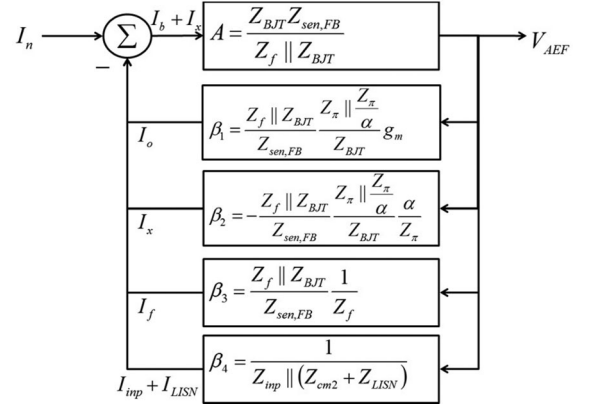 I_n Σ I_b + I_x A = Z_BJT Z_sen,FB / (Z_f || Z_BJT) V_AEF
−
I_o β_1 = (Z_f || Z_BJT / Z_sen,FB) (Z_π || (Z_π / α) / Z_BJT) g_m
I_x β_2 = −(Z_f || Z_BJT / Z_sen,FB) (Z_π || (Z_π / α) / Z_BJT) (α / Z_π)
I_f β_3 = (Z_f || Z_BJT / Z_sen,FB) (1 / Z_f)
I_inp + I_LISN β_4 = 1 / (Z_inp || (Z_cm2 + Z_LISN))